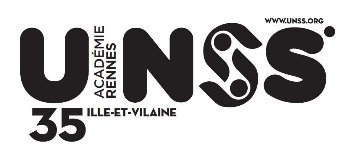 WWW.UNSS.ORG
UNSS
ACADÉMIE
RENNES
35 ILLE-ET-VILAINE